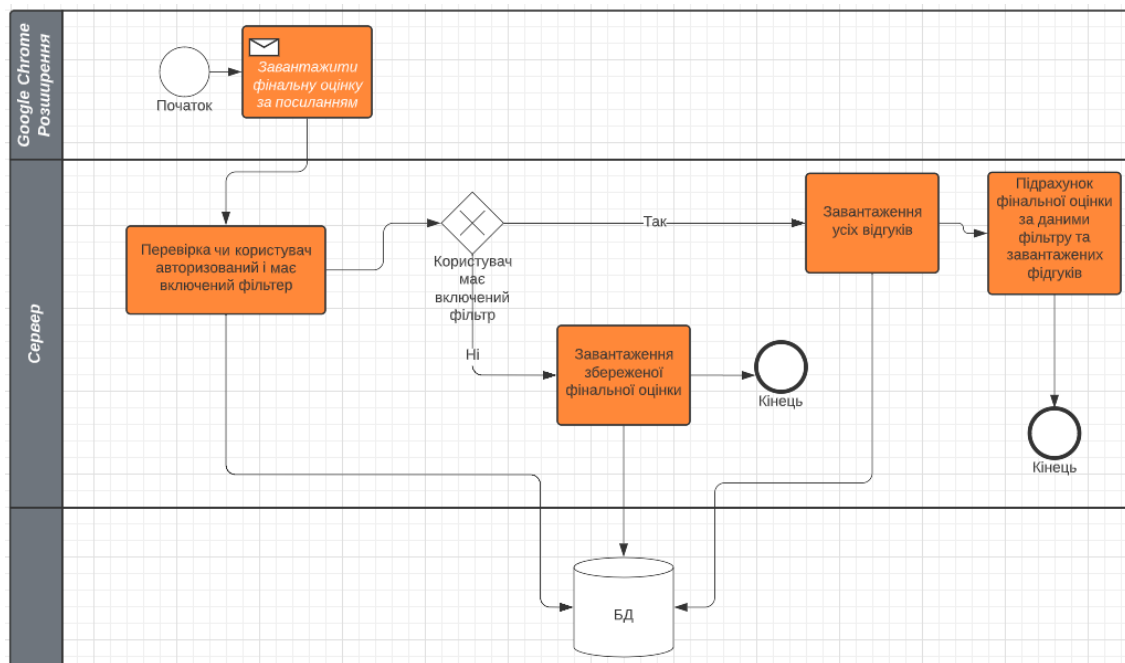 Google Chrome
Розширення
Завантажити
фінальну оцінку
за посиланням
Початок
Сервер
Перевірка чи користувач
авторизований і має
включений фільтер
Користувач
має
включений
фільтр
Так
Ні
Завантаження
усіх відгуків
Підрахунок
фінальної оцінки
за даними
фільтру та
завантажених
фідгуків
Завантаження
збереженої
фінальної оцінки
Кінець
Кінець
БД